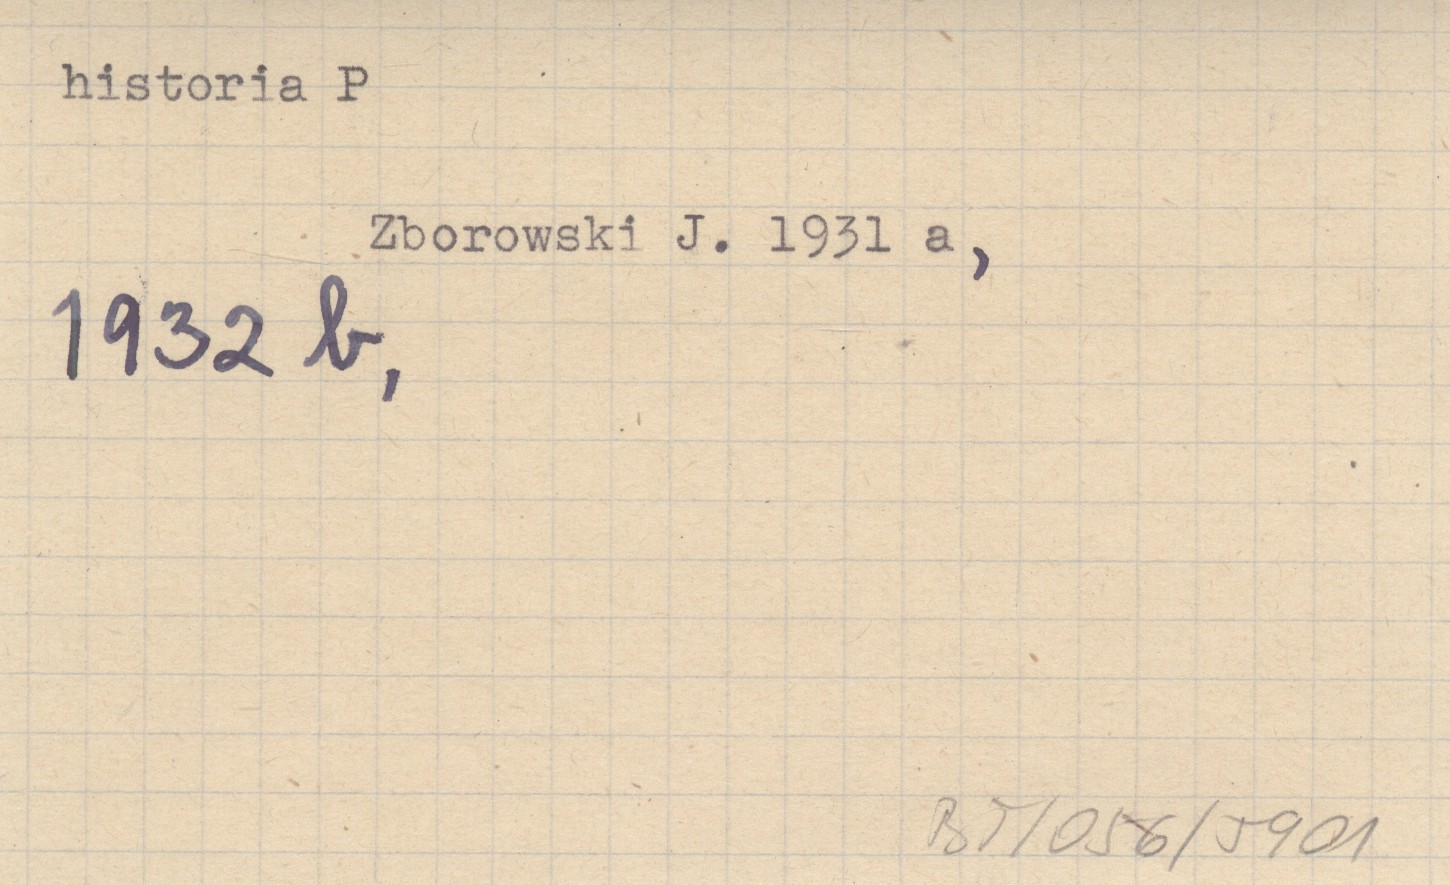 historia P
Zborowski J. 1931 a,
1932 b,
BT/056/5901